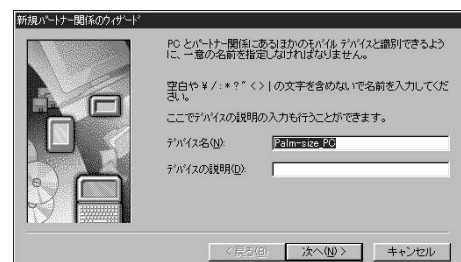 新規ﾊﾟｰﾄﾅｰ関係のｳｨｻﾞｰﾄﾞ
PC とﾊﾟｰﾄﾅｰ関係にあるほかのﾓﾊﾞｲﾙ ﾃﾞﾊﾞｲｽと識別できるよう
に、一意の名前を指定しなければなりません。
空白や ¥ / : * ? " < > | の文字を含めないで名前を入力してくだ
さい。
ここでﾃﾞﾊﾞｲｽの説明の入力も行うことができます。
ﾃﾞﾊﾞｲｽ名(N): Palm-size PC
ﾃﾞﾊﾞｲｽの説明(D):
< 戻る(B) 次へ(N) > キャンセル